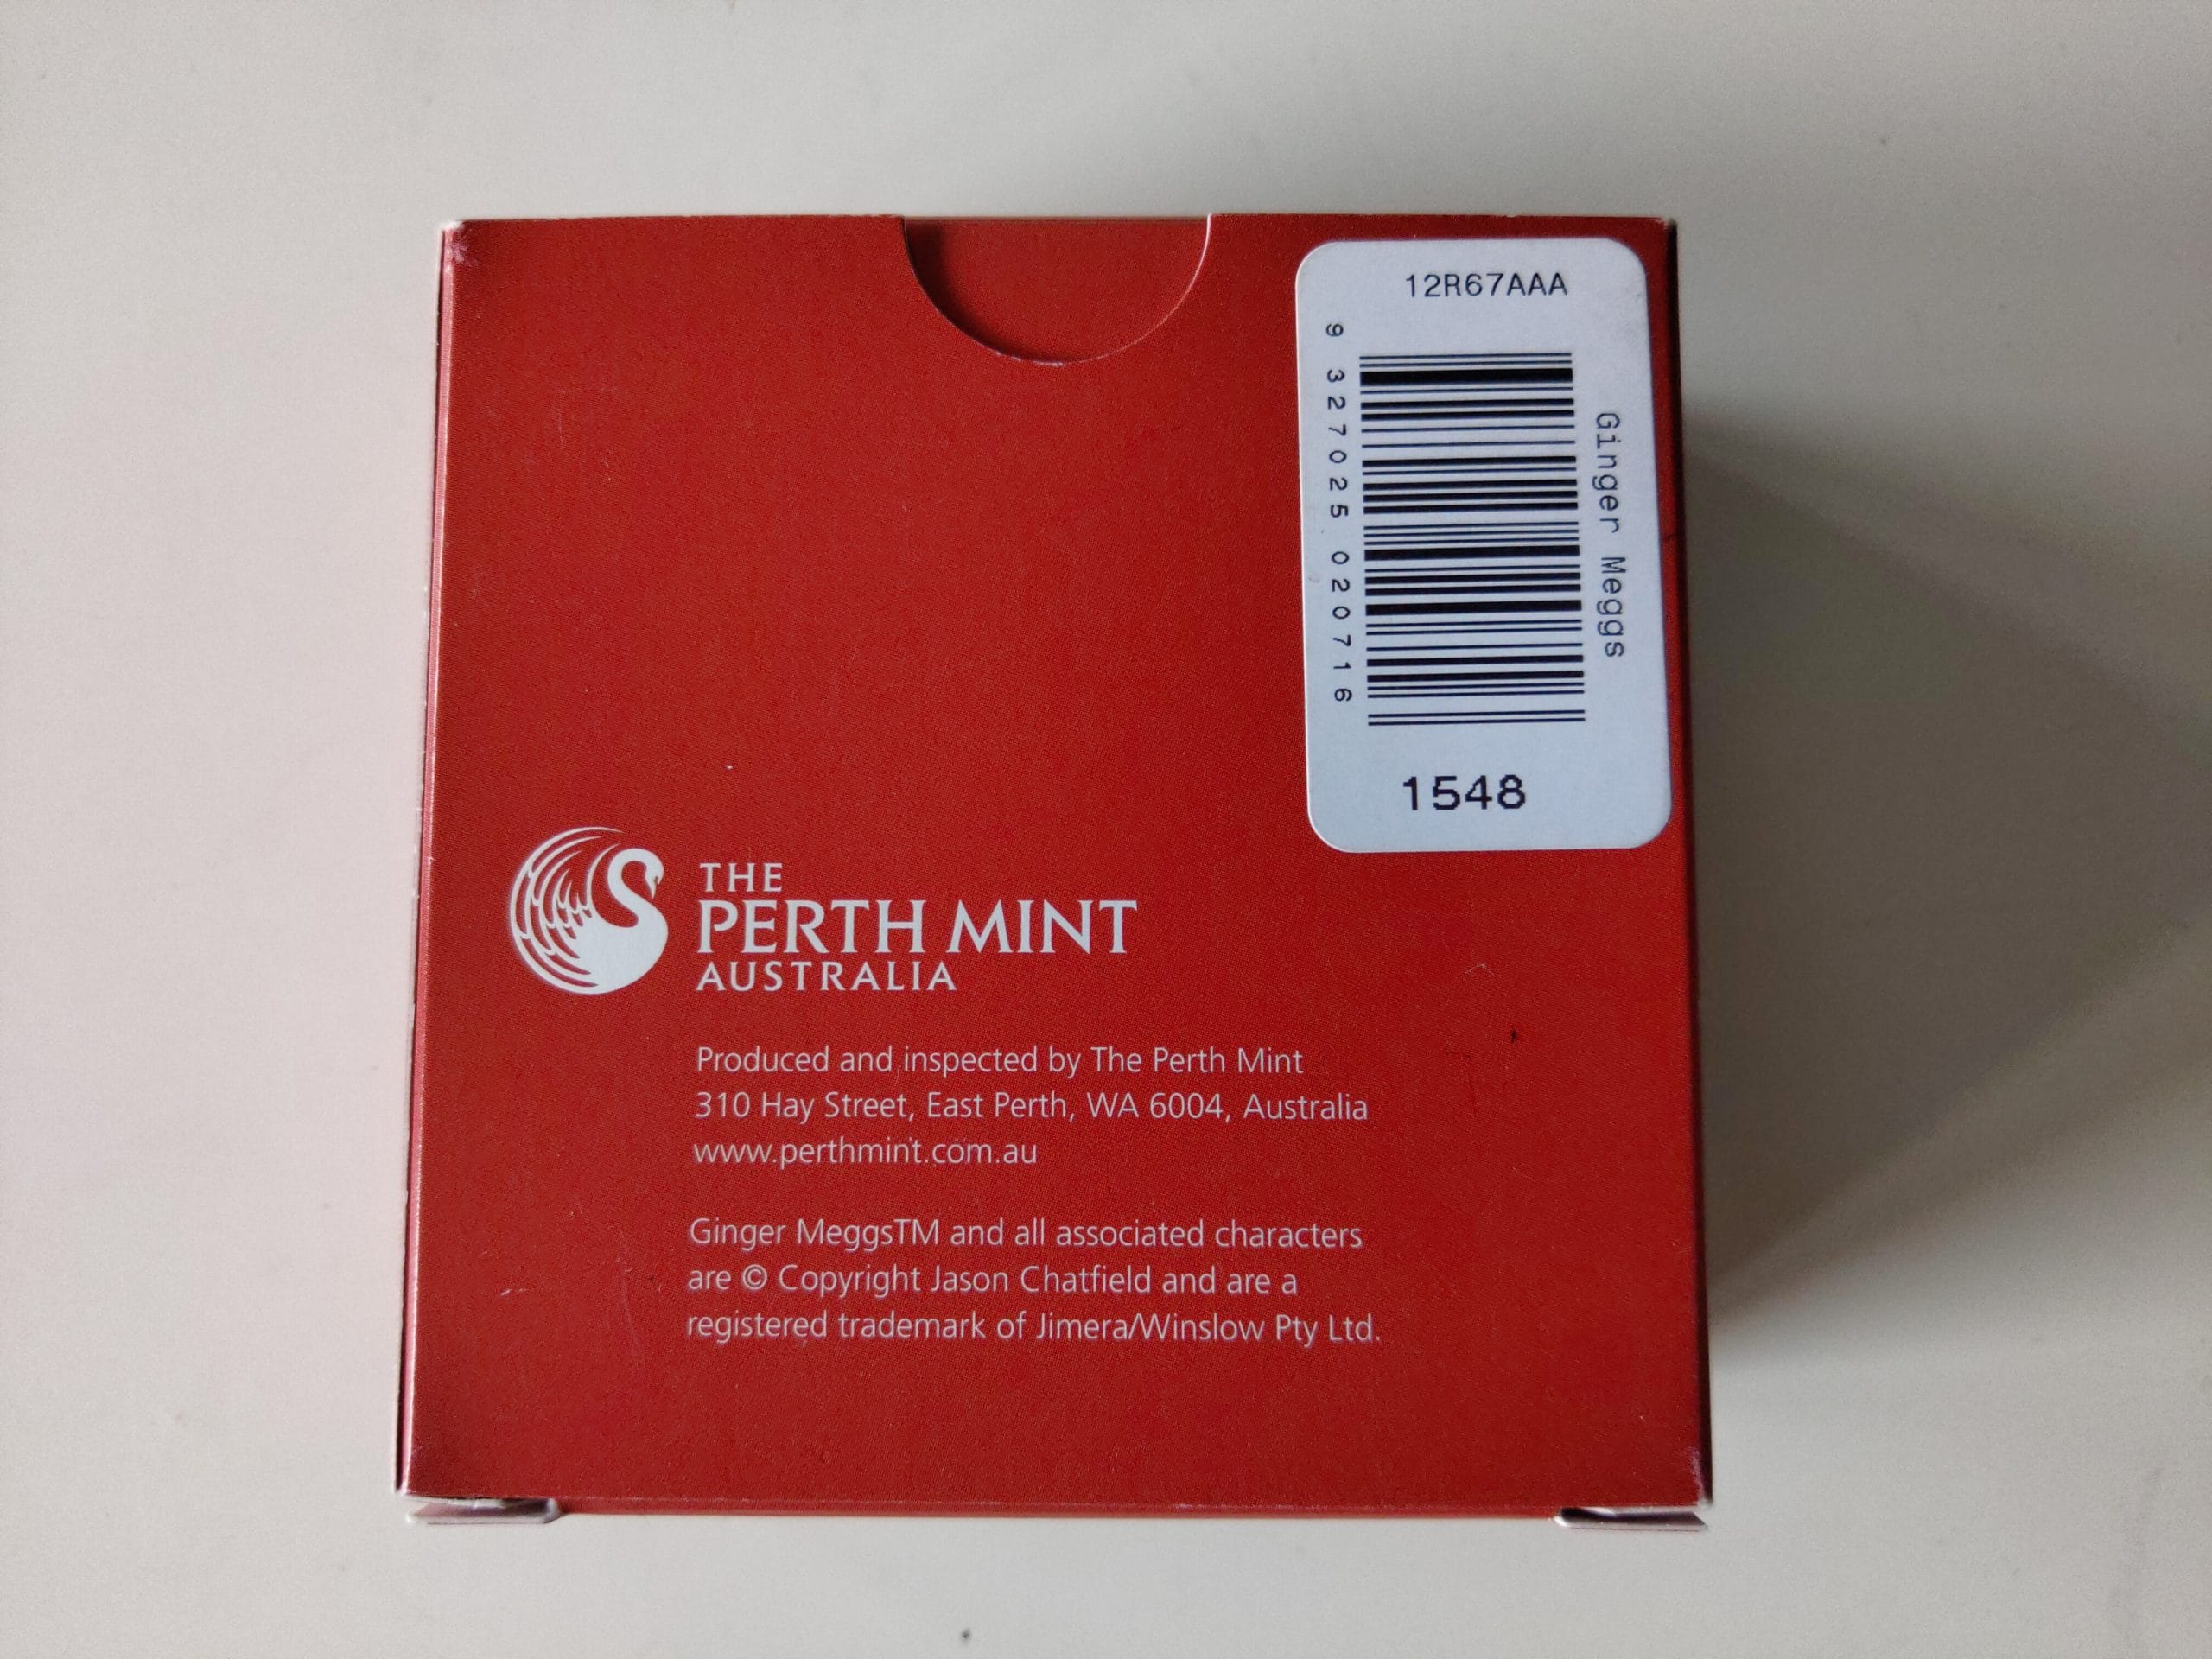 12R67AAA
9 327025 020716
Ginger Meggs
1548
THE
PERTH MINT
AUSTRALIA
Produced and inspected by The Perth Mint
310 Hay Street, East Perth, WA 6004, Australia
www.perthmint.com.au
Ginger MeggsTM and all associated characters
are © Copyright Jason Chatfield and are a
registered trademark of Jimera/Winslow Pty Ltd.